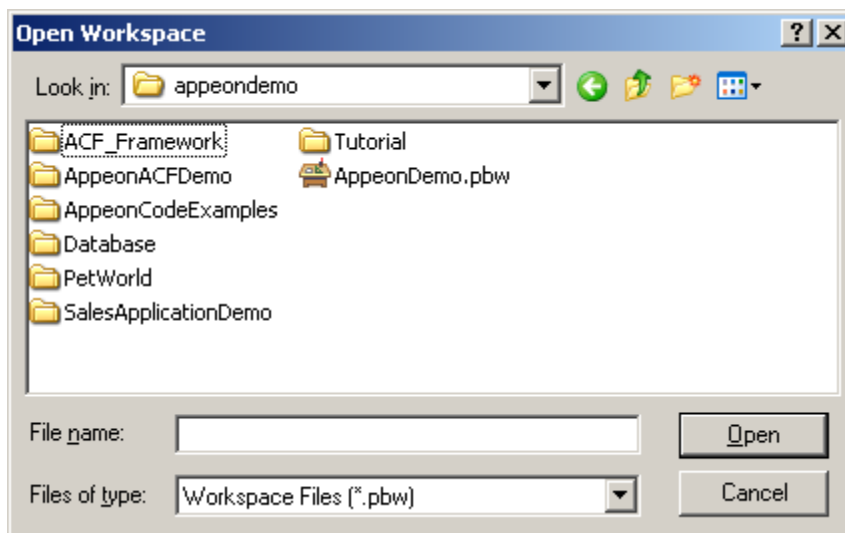 Open Workspace
Look in: appeondemo
ACF_Framework
AppeonACFDemo
AppeonCodeExamples
Database
PetWorld
SalesApplicationDemo
Tutorial
AppeonDemo.pbw
File name:
Open
Files of type: Workspace Files (*.pbw)
Cancel